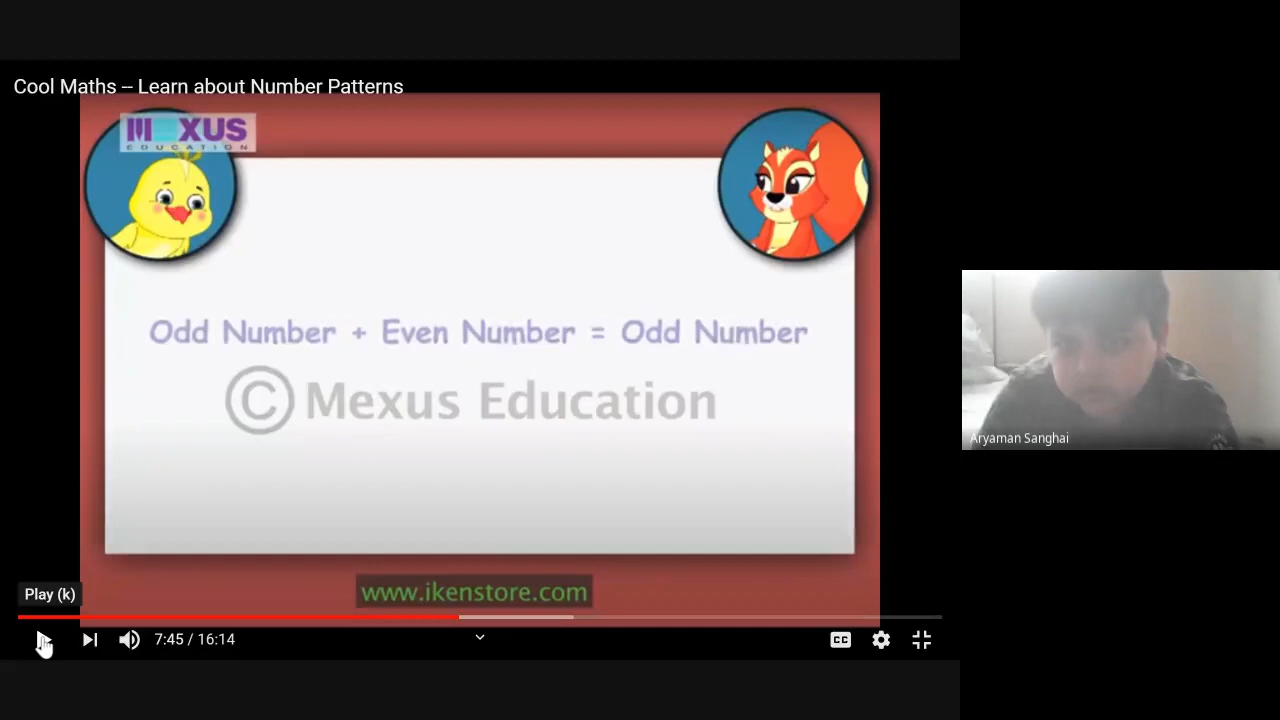 Cool Maths -- Learn about Number Patterns
MEXUS
EDUCATION
Odd Number + Even Number = Odd Number
© Mexus Education
Aryaman Sanghai
www.ikenstore.com
Play (k)
7:45 / 16:14
CC